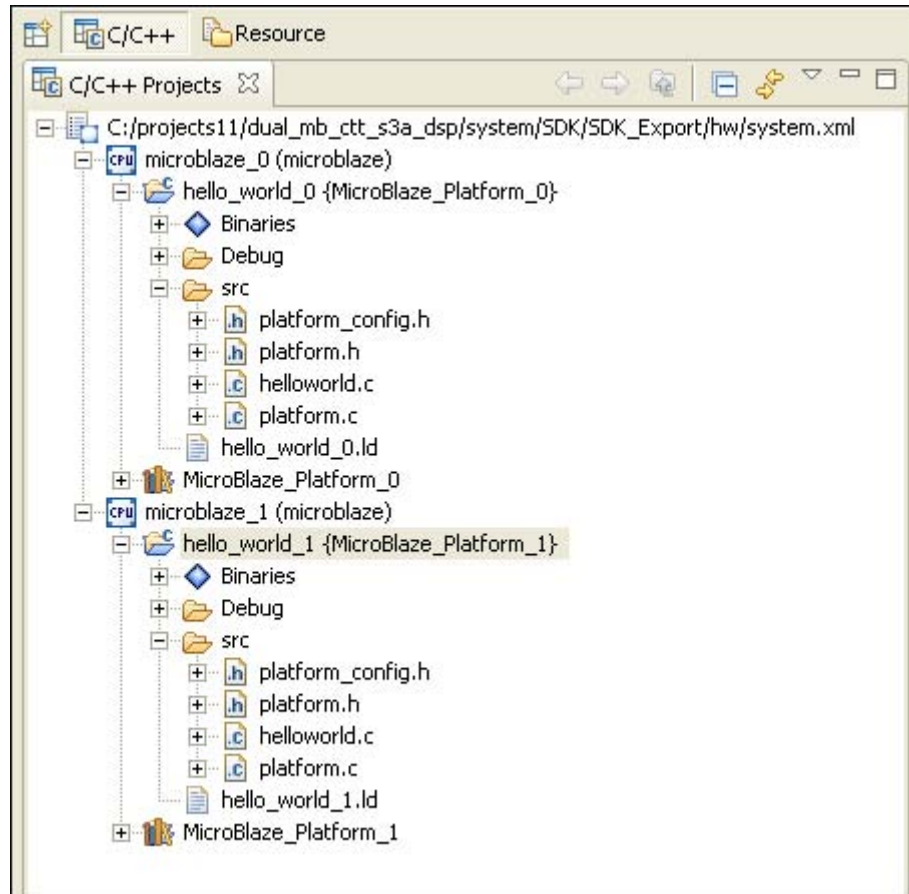 C/C++ Resource
C/C++ Projects
C:/projects11/dual_mb_ctt_s3a_dsp/system/SDK/SDK_Export/hw/system.xml
CPU microblaze_0 (microblaze)
hello_world_0 {MicroBlaze_Platform_0}
Binaries
Debug
src
.h platform_config.h
.h platform.h
.c helloworld.c
.c platform.c
hello_world_0.ld
MicroBlaze_Platform_0
CPU microblaze_1 (microblaze)
hello_world_1 {MicroBlaze_Platform_1}
Binaries
Debug
src
.h platform_config.h
.h platform.h
.c helloworld.c
.c platform.c
hello_world_1.ld
MicroBlaze_Platform_1